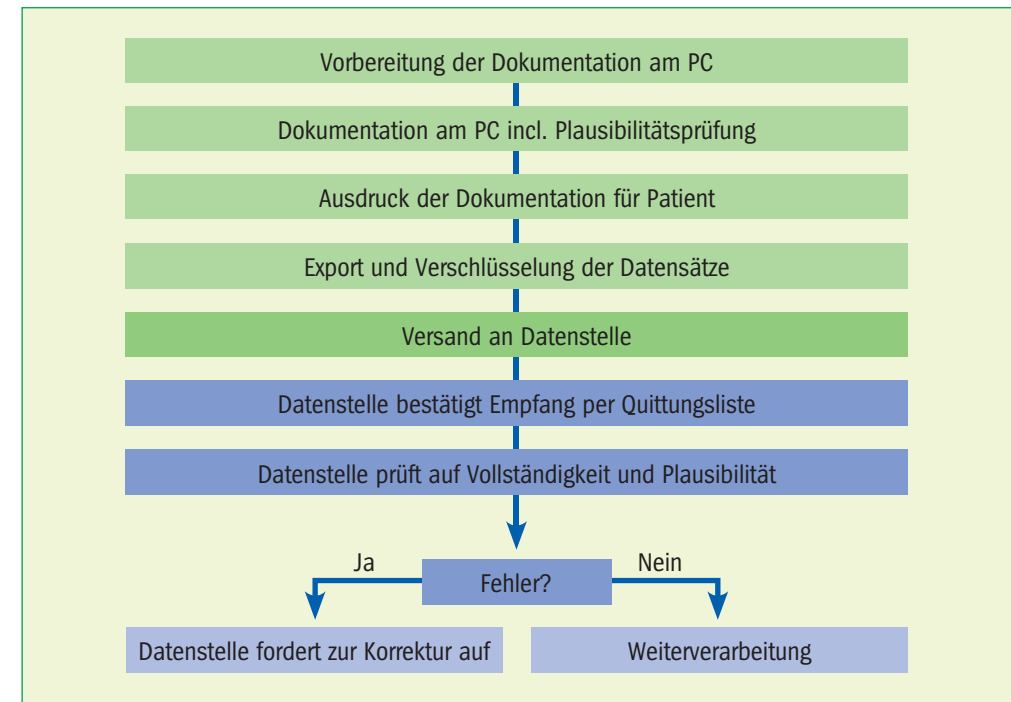 Vorbereitung der Dokumentation am PC
Dokumentation am PC incl. Plausibilitätsprüfung
Ausdruck der Dokumentation für Patient
Export und Verschlüsselung der Datensätze
Versand an Datenstelle
Datenstelle bestätigt Empfang per Quittungsliste
Datenstelle prüft auf Vollständigkeit und Plausibilität
Ja
Fehler?
Nein
Datenstelle fordert zur Korrektur auf
Weiterverarbeitung